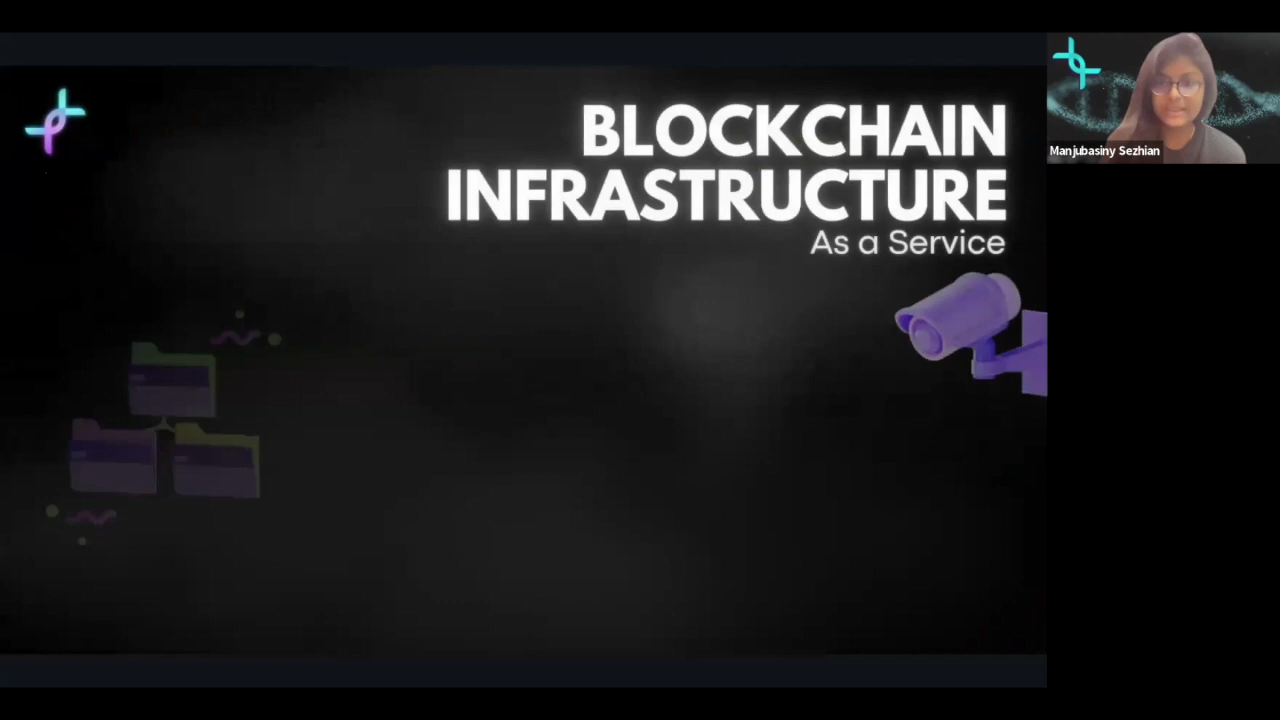 BLOCKCHAIN
INFRASTRUCTURE
As a Service
Manjubasiny Sezhian